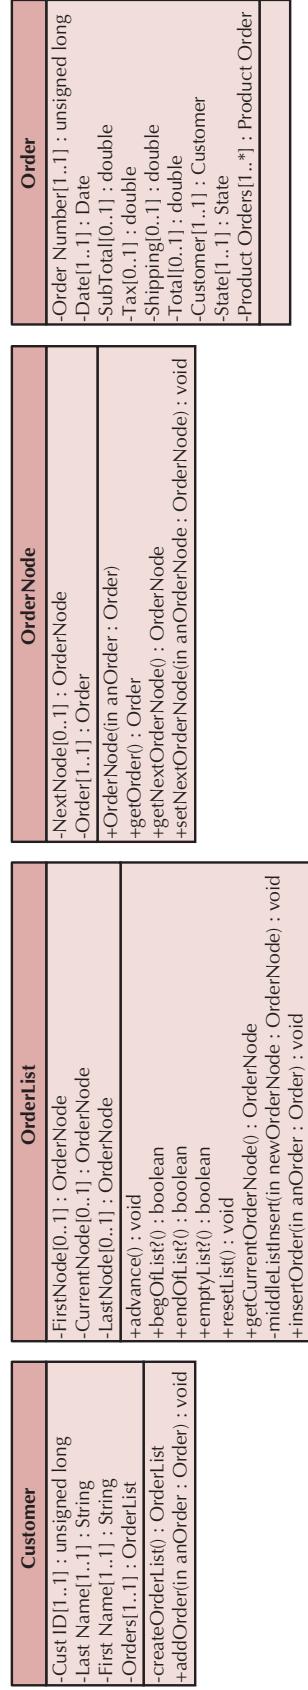 Customer
-Cust ID[1..1] : unsigned long
-Last Name[1..1] : String
-First Name[1..1] : String
-Orders[1..1] : OrderList
-createOrderList() : OrderList
+addOrder(in anOrder : Order) : void
OrderList
-FirstNode[0..1] : OrderNode
-CurrentNode[0..1] : OrderNode
-LastNode[0..1] : OrderNode
+advance() : void
+begOfList?() : boolean
+endOfList?() : boolean
+emptyList?() : boolean
+resetList() : void
+getCurrentOrderNode() : OrderNode
-middleListInsert(in newOrderNode : OrderNode) : void
+insertOrder(in anOrder : Order) : void
OrderNode
-NextNode[0..1] : OrderNode
-Order[1..1] : Order
+OrderNode(in anOrder : Order)
+getOrder() : Order
+getNextOrderNode() : OrderNode
+setNextOrderNode(in anOrderNode : OrderNode) : void
Order
-Order Number[1..1] : unsigned long
-Date[1..1] : Date
-SubTotal[0..1] : double
-Tax[0..1] : double
-Shipping[0..1] : double
-Total[0..1] : double
-Customer[1..1] : Customer
-State[1..1] : State
-Product Orders[1..*] : Product Order